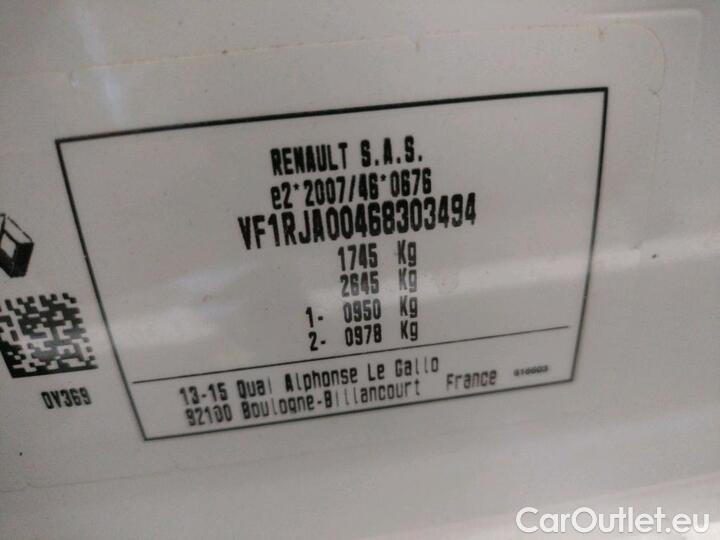 RENAULT S.A.S.
e2*2007/46*0676
VF1RJA00468303494
1745 Kg
2645 Kg
1- 0950 Kg
2- 0978 Kg
13-15 Quai Alphonse Le Gallo
92100 Boulogne-Billancourt France
616003
0V369
CarOutlet.eu